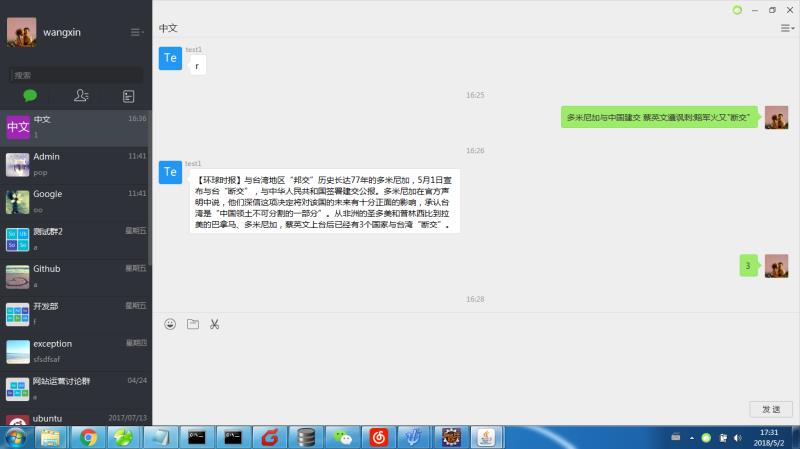 wangxin
搜索
中文
16:36
1
Admin
11:41
pop
Google
11:41
oo
测试群2
星期五
a
Github
星期五
a
开发部
星期五
f
exception
星期四
sfsdfsaf
网站运营讨论群
04/24
a
ubuntu
2017/07/13
中文
test1
Te
r
16:25
多米尼加与中国建交 蔡英文遭讽刺:赔军火又"断交"
16:26
test1
Te
【环球时报】与台湾地区“邦交”历史长达77年的多米尼加，5月1日宣
布与台“断交”，与中华人民共和国签署建交公报。多米尼加在官方声
明中说，他们深信这项决定将对该国的未来有十分正面的影响，承认台
湾是“中国领土不可分割的一部分”。从非洲的圣多美和普林西比到拉
美的巴拿马、多米尼加，蔡英文上台后已经有3个国家与台湾“断交”。
3
16:28
发 送
17:31
2018/5/2